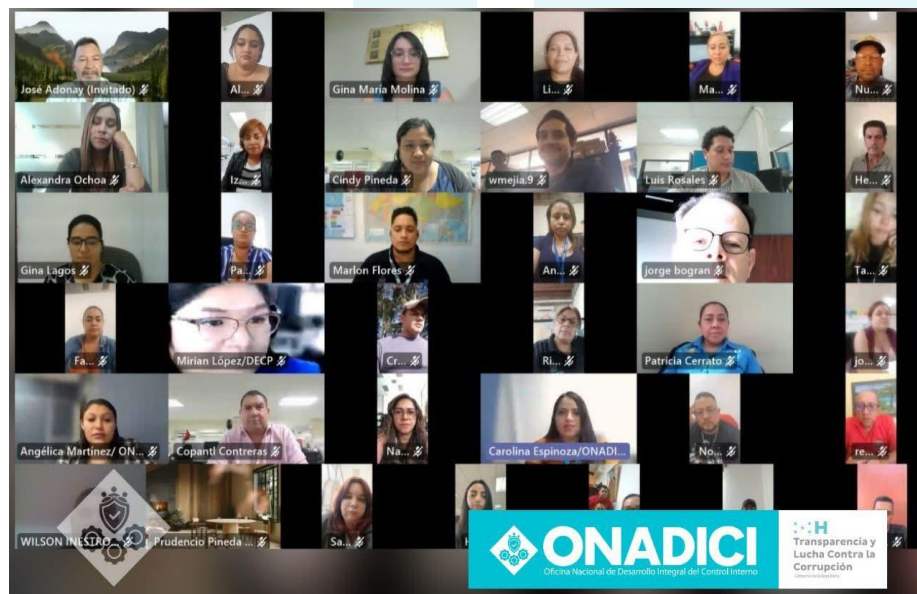 José Adonay (Invitado)
Al...
Gina María Molina
Li...
Ma...
Nu...
Alexandra Ochoa
Iz...
Cindy Pineda
wmejia.9
Luis Rosales
He...
Gina Lagos
Pa...
Marlon Flores
An...
jorge bogran
Ta...
Fa...
Mirian López/DECP
Cr...
Ri...
Patricia Cerrato
jo...
Angélica Martinez/ ON...
Copantl Contreras
Na...
Carolina Espinoza/ONADI...
No...
re...
WILSON INESTRO...
Prudencio Pineda ...
Sa...
H
ONADICI
Oficina Nacional de Desarrollo Integral del Control Interno
H
Transparencia y
Lucha Contra la
Corrupción